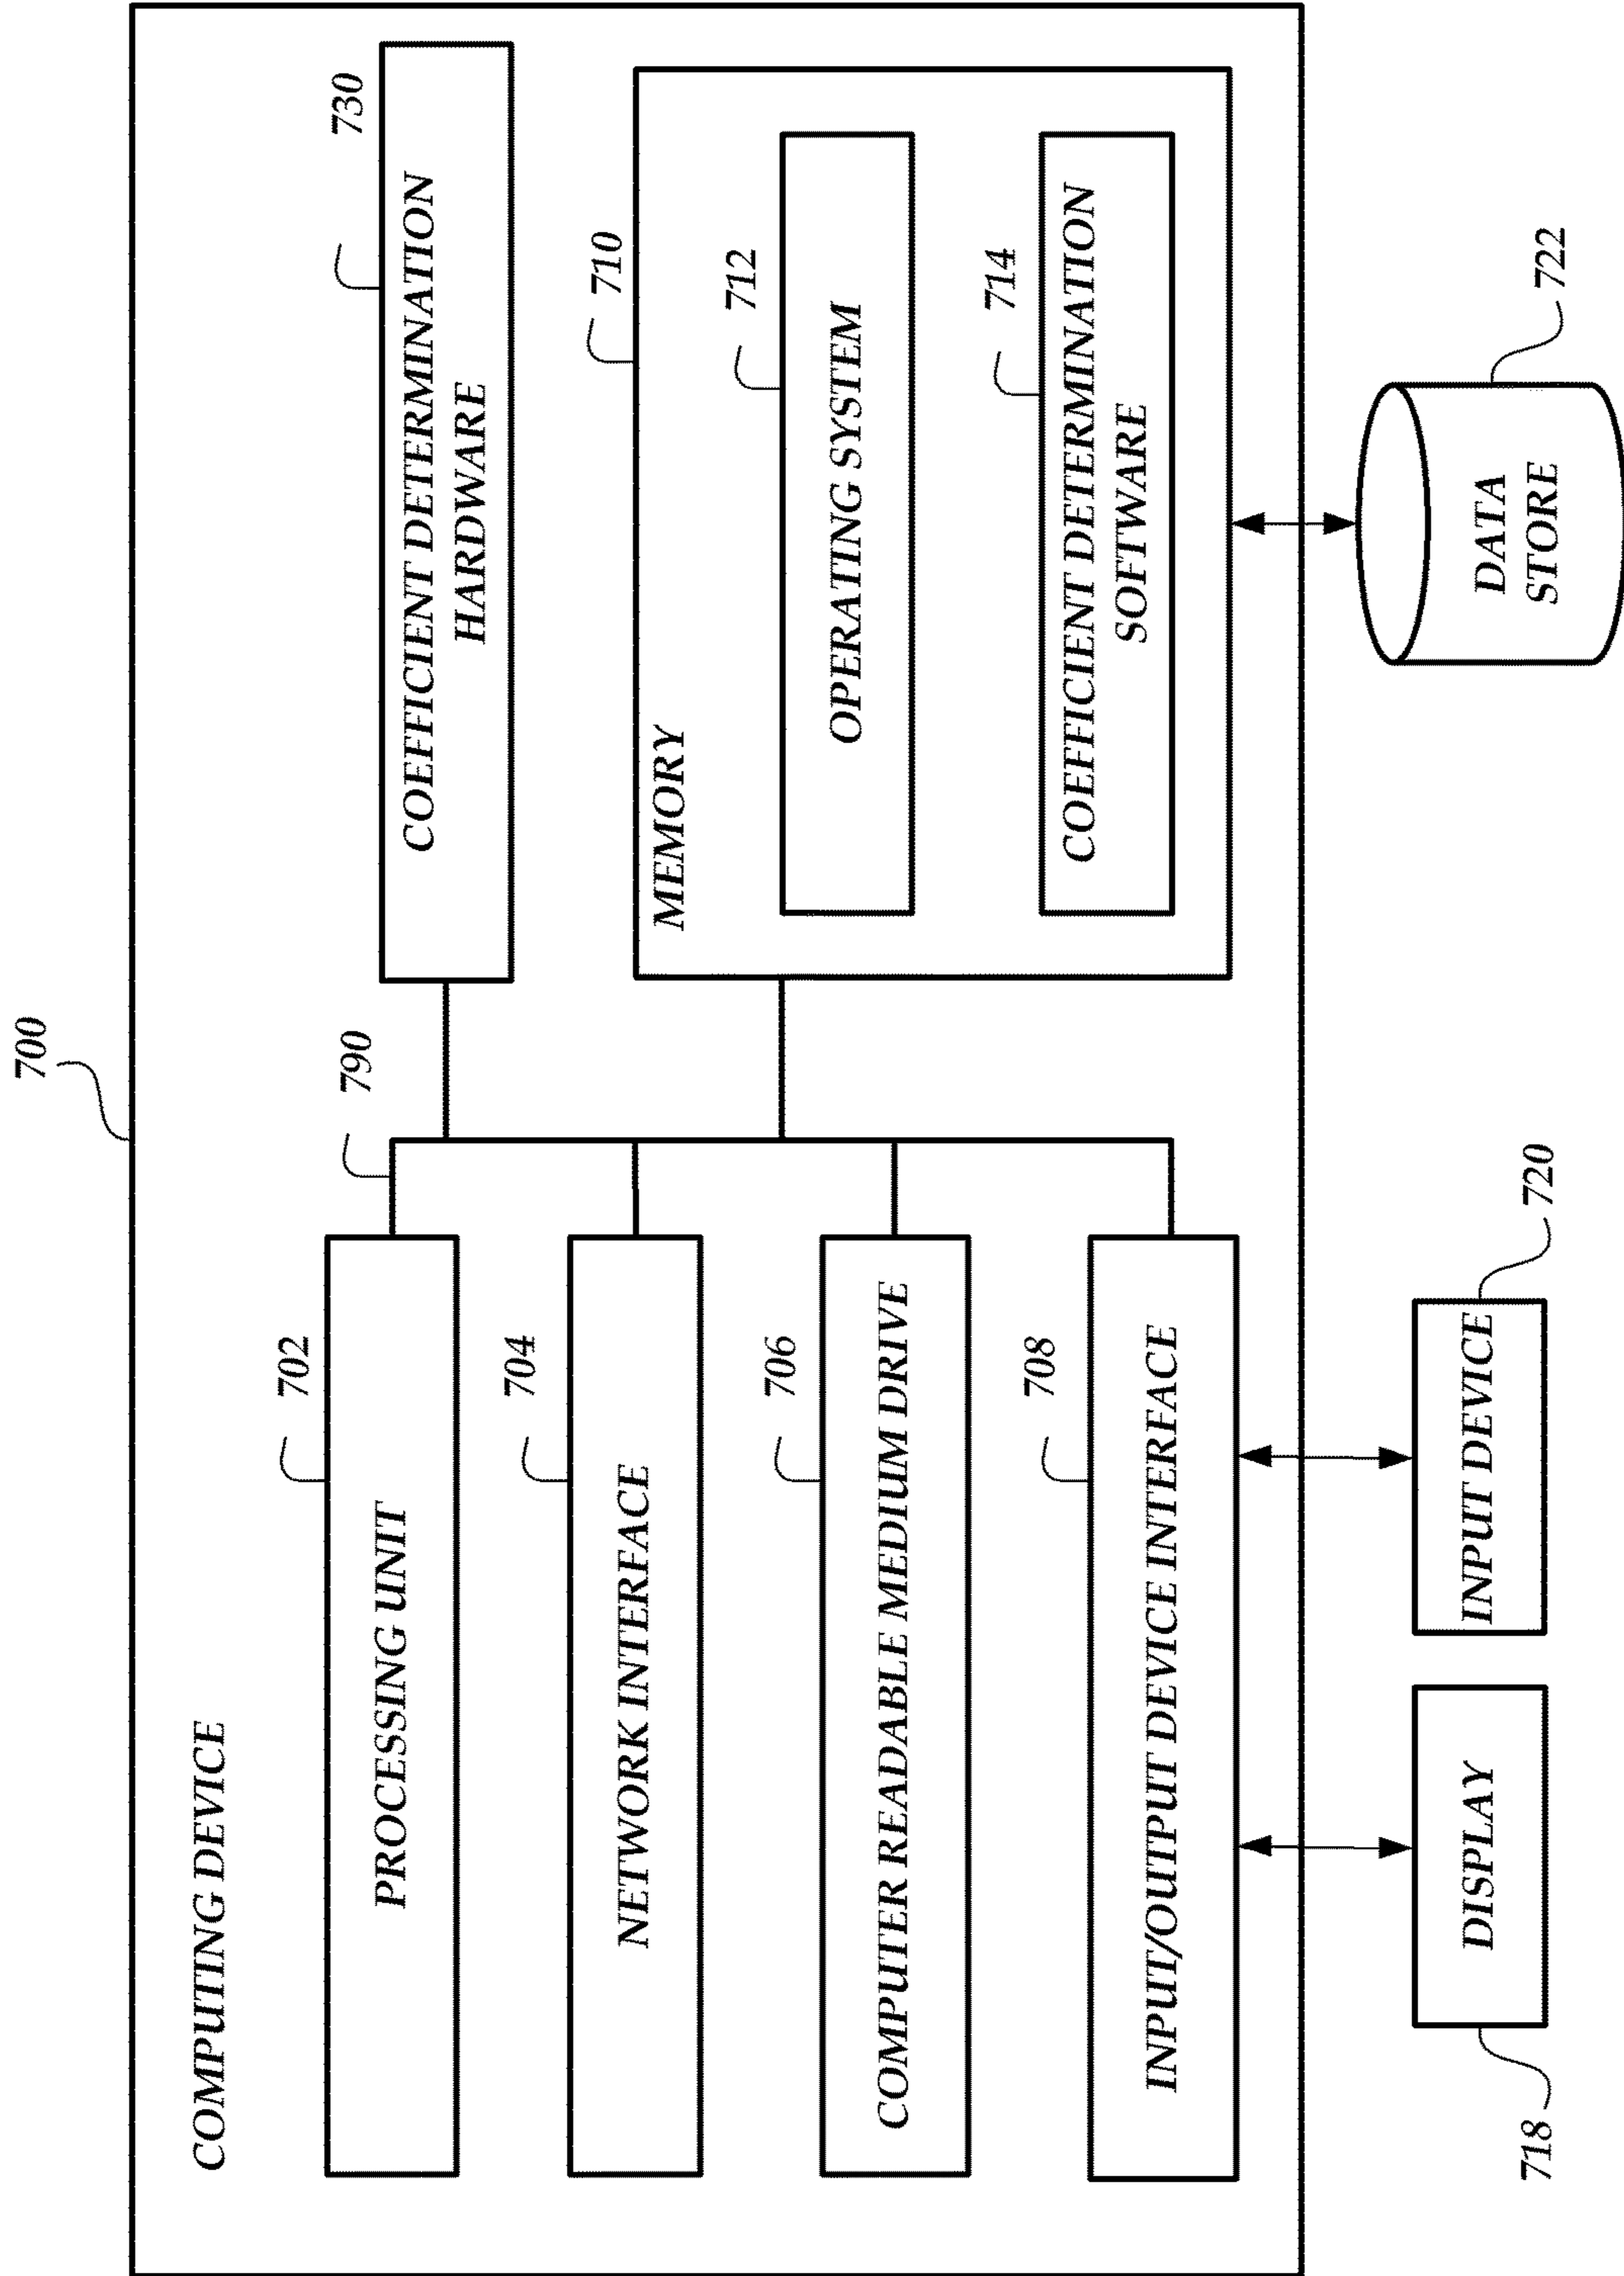 700
COMPUTING DEVICE
702
PROCESSING UNIT
704
NETWORK INTERFACE
706
COMPUTER READABLE MEDIUM DRIVE
708
INPUT/OUTPUT DEVICE INTERFACE
790
730
COEFFICIENT DETERMINATION
HARDWARE
710
MEMORY
712
OPERATING SYSTEM
714
COEFFICIENT DETERMINATION
SOFTWARE
718
DISPLAY
INPUT DEVICE
720
DATA
STORE
722